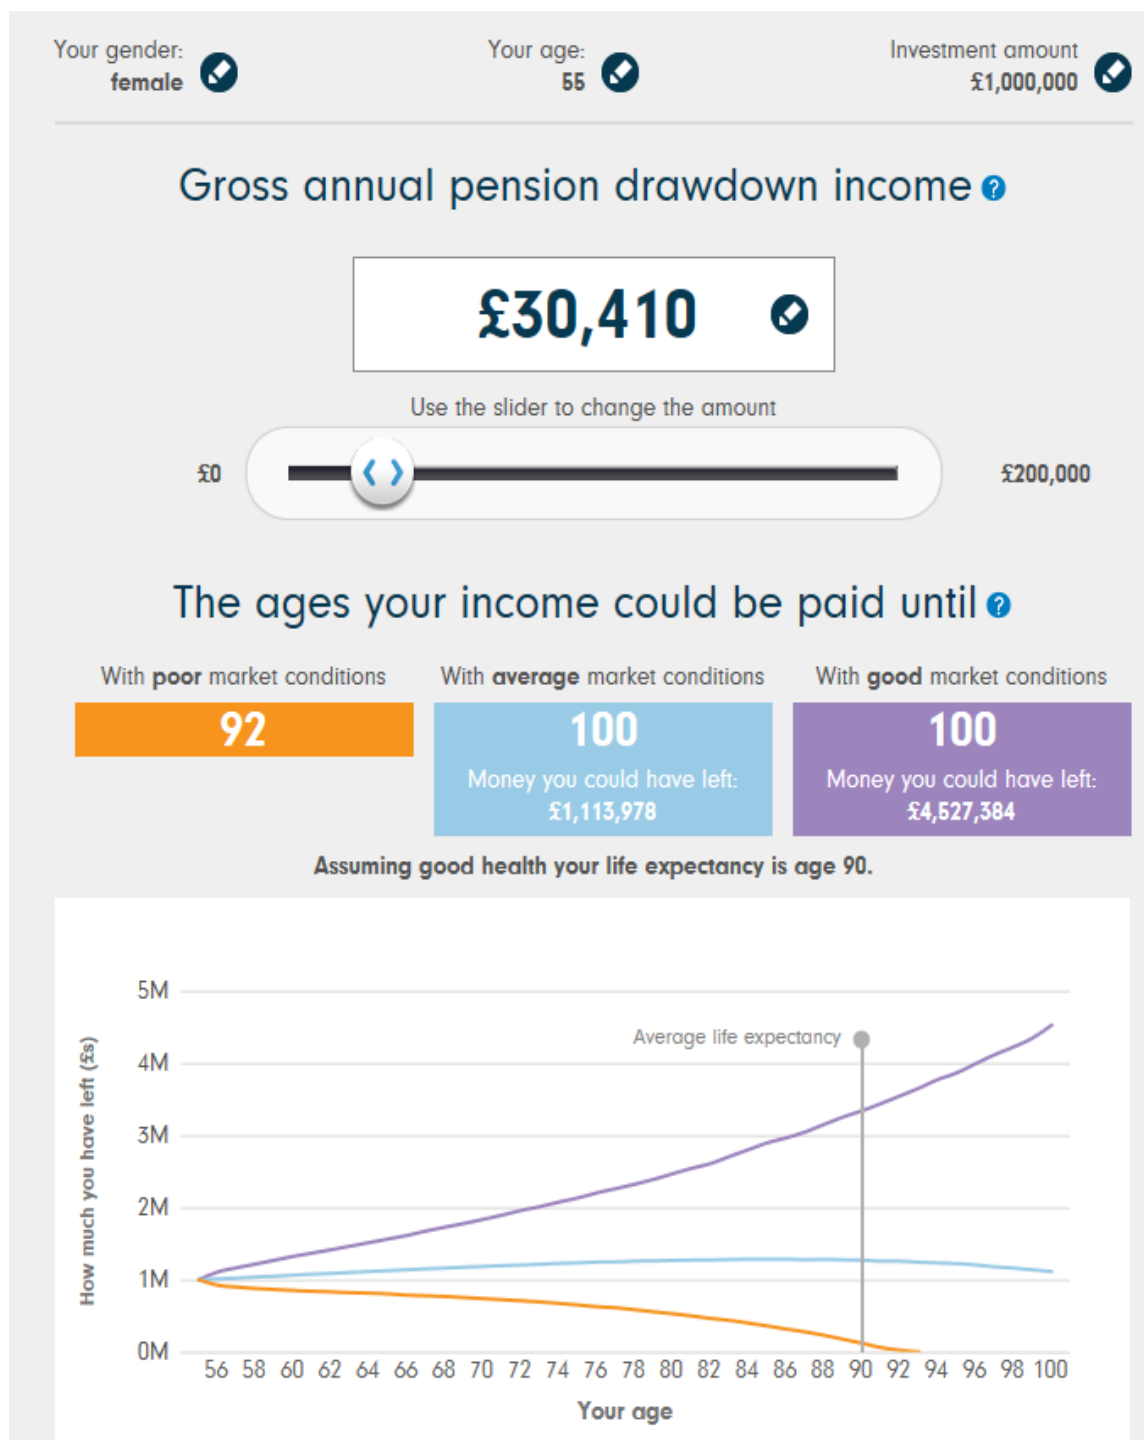 Your gender:
female
Your age:
55
Investment amount
£1,000,000
Gross annual pension drawdown income ?
£30,410
Use the slider to change the amount
£0
£200,000
The ages your income could be paid until ?
With poor market conditions
92
With average market conditions
100
Money you could have left:
£1,113,978
With good market conditions
100
Money you could have left:
£4,527,384
Assuming good health your life expectancy is age 90.
How much you have left (£s)
5M
4M
3M
2M
1M
0M
Average life expectancy
56 58 60 62 64 66 68 70 72 74 76 78 80 82 84 86 88 90 92 94 96 98 100
Your age